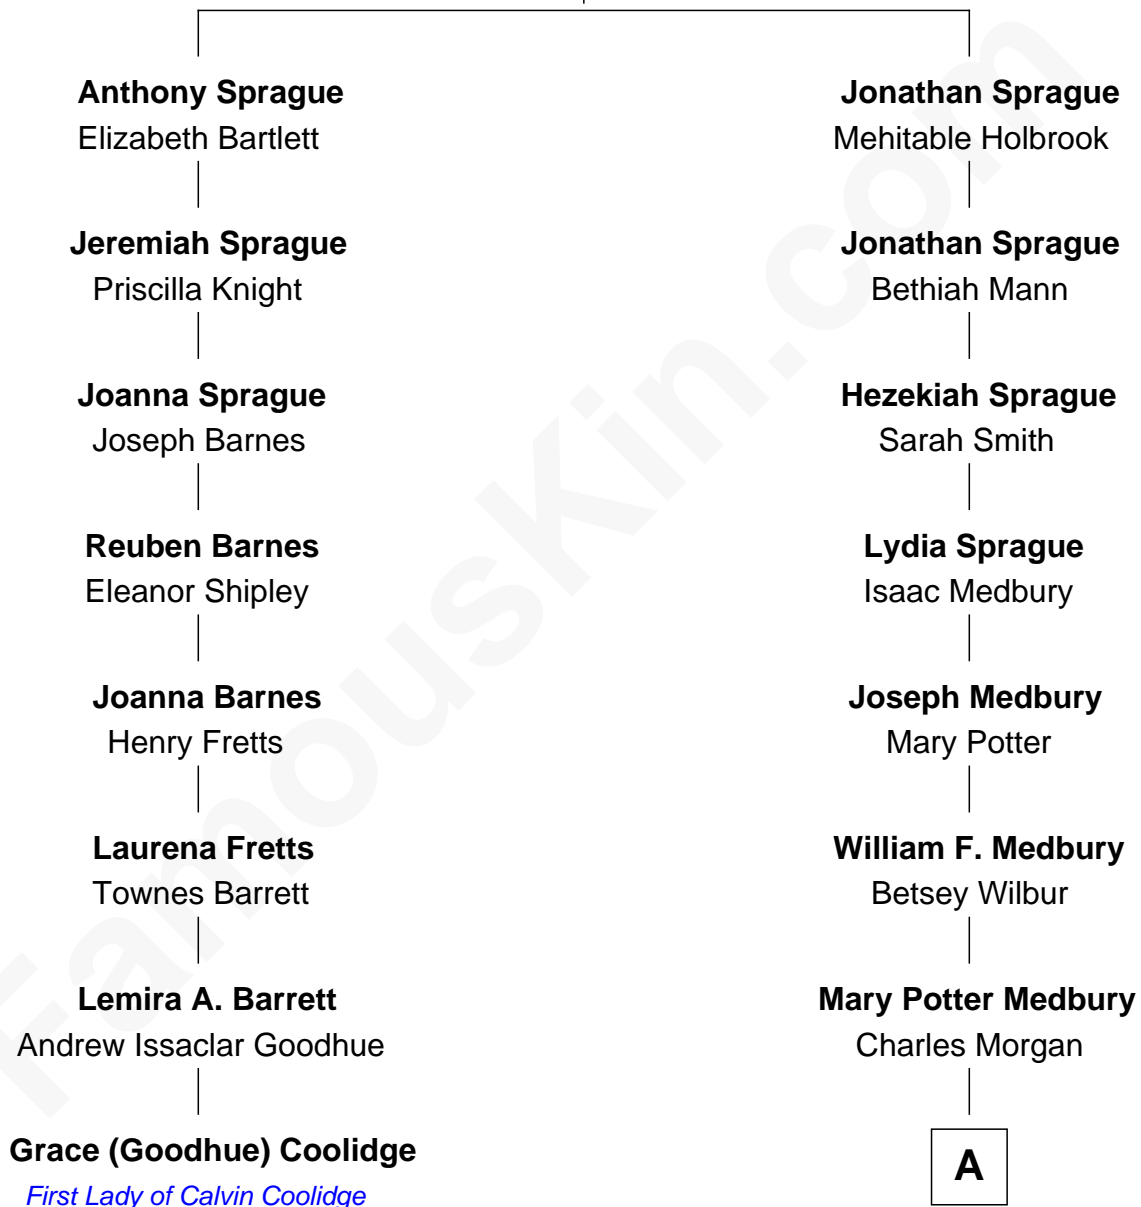 Anthony Sprague
Elizabeth Bartlett
Jeremiah Sprague
Priscilla Knight
Joanna Sprague
Joseph Barnes
Reuben Barnes
Eleanor Shipley
Joanna Barnes
Henry Fretts
Laurena Fretts
Townes Barrett
Lemira A. Barrett
Andrew Issaclar Goodhue
Grace (Goodhue) Coolidge
First Lady of Calvin Coolidge
Jonathan Sprague
Mehitable Holbrook
Jonathan Sprague
Bethiah Mann
Hezekiah Sprague
Sarah Smith
Lydia Sprague
Isaac Medbury
Joseph Medbury
Mary Potter
William F. Medbury
Betsey Wilbur
Mary Potter Medbury
Charles Morgan
A
FamousKin.com